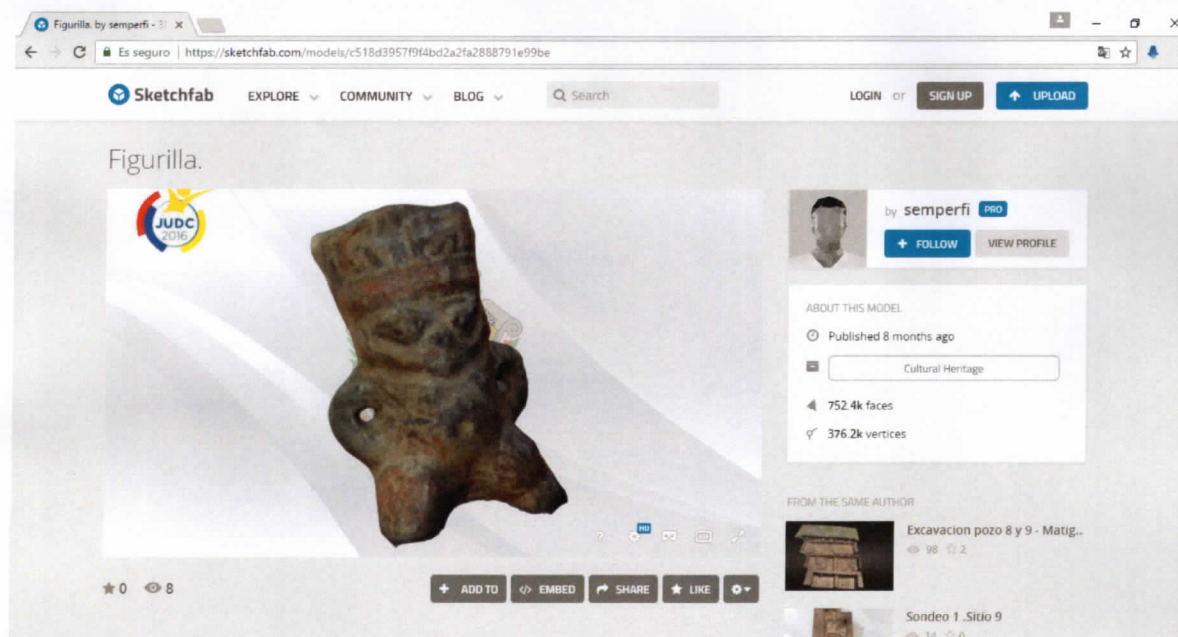 Figurilla. by semperfi - 3
Es seguro | https://sketchfab.com/models/c518d3957f9f4bd2a2fa2888791e99be
Sketchfab EXPLORE COMMUNITY BLOG Search LOGIN or SIGN UP UPLOAD
Figurilla.
JUDC
2016
by semperfi PRO
+ FOLLOW VIEW PROFILE
ABOUT THIS MODEL
Published 8 months ago
Cultural Heritage
752.4k faces
376.2k vertices
HD
FROM THE SAME AUTHOR
Excavacion pozo 8 y 9 - Matig..
98 2
0 8 + ADD TO </> EMBED SHARE LIKE
Sondeo 1 .Sitio 9
14 0